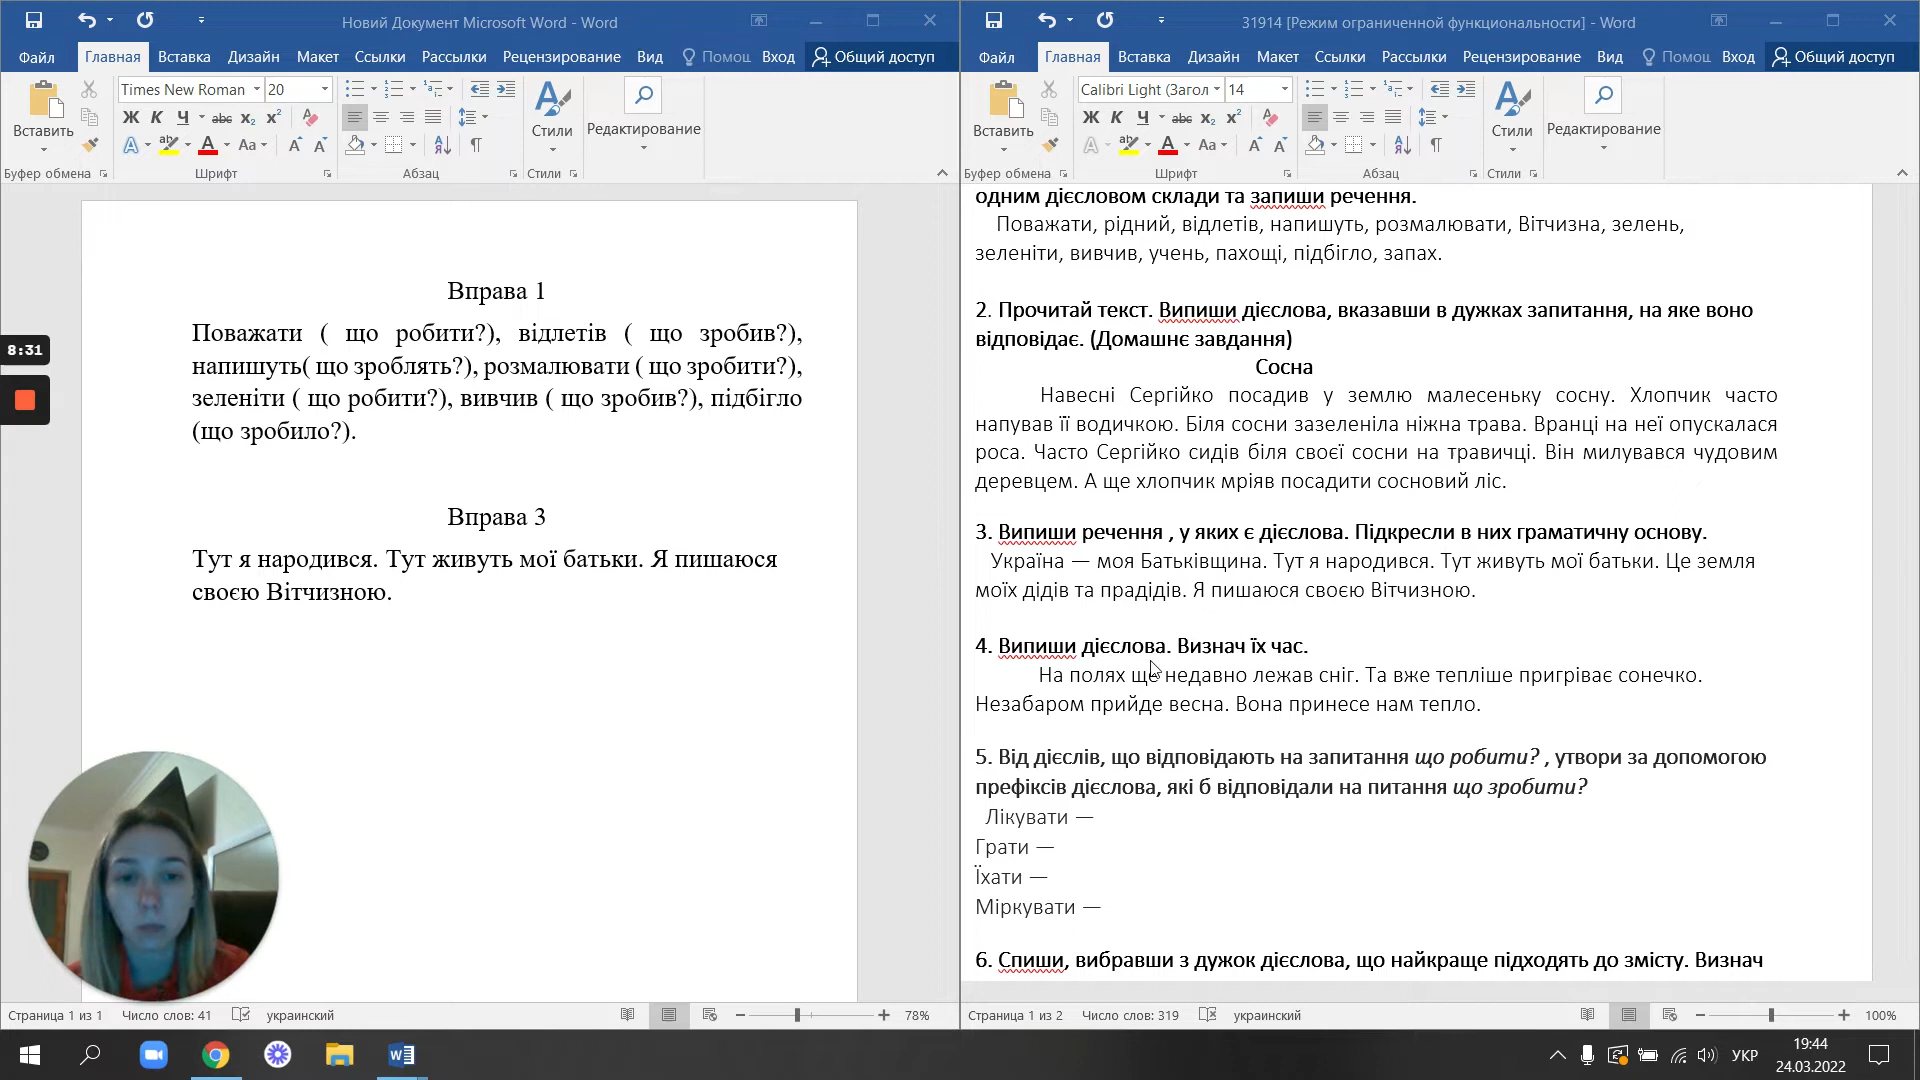 Новий Документ Microsoft Word - Word
Файл Главная Вставка Дизайн Макет Ссылки Рассылки Рецензирование Вид Помощ Вход Общий доступ
Times New Roman 20
Вставить
Ж К Ч abc x₂ x²
Стили
Редактирование
Aa
Буфер обмена Шрифт Абзац Стили
Вправа 1
Поважати ( що робити?), відлетів ( що зробив?),
напишуть( що зроблять?), розмалювати ( що зробити?),
зеленіти ( що робити?), вивчив ( що зробив?), підбігло
(що зробило?).
Вправа 3
Тут я народився. Тут живуть мої батьки. Я пишаюся
своєю Вітчизною.
8:31
Страница 1 из 1 Число слов: 41 украинский 78%
31914 [Режим ограниченной функциональности] - Word
Файл Главная Вставка Дизайн Макет Ссылки Рассылки Рецензирование Вид Помощ Вход Общий доступ
Calibri Light (Загол 14
Вставить
Ж К Ч abc x₂ x²
Стили
Редактирование
Aa
Буфер обмена Шрифт Абзац Стили
одним дієсловом склади та запиши речення.
Поважати, рідний, відлетів, напишуть, розмалювати, Вітчизна, зелень,
зеленіти, вивчив, учень, пахощі, підбігло, запах.
2. Прочитай текст. Випиши дієслова, вказавши в дужках запитання, на яке воно
відповідає. (Домашнє завдання)
Сосна
Навесні Сергійко посадив у землю малесеньку сосну. Хлопчик часто
напував її водичкою. Біля сосни зазеленіла ніжна трава. Вранці на неї опускалася
роса. Часто Сергійко сидів біля своєї сосни на травичці. Він милувався чудовим
деревцем. А ще хлопчик мріяв посадити сосновий ліс.
3. Випиши речення , у яких є дієслова. Підкресли в них граматичну основу.
Україна — моя Батьківщина. Тут я народився. Тут живуть мої батьки. Це земля
моїх дідів та прадідів. Я пишаюся своєю Вітчизною.
4. Випиши дієслова. Визнач їх час.
На полях ще недавно лежав сніг. Та вже тепліше пригріває сонечко.
Незабаром прийде весна. Вона принесе нам тепло.
5. Від дієслів, що відповідають на запитання що робити? , утвори за допомогою
префіксів дієслова, які б відповідали на питання що зробити?
Лікувати —
Грати —
Їхати —
Міркувати —
6. Спиши, вибравши з дужок дієслова, що найкраще підходять до змісту. Визнач
Страница 1 из 2 Число слов: 319 украинский 100%
УКР
19:44
24.03.2022